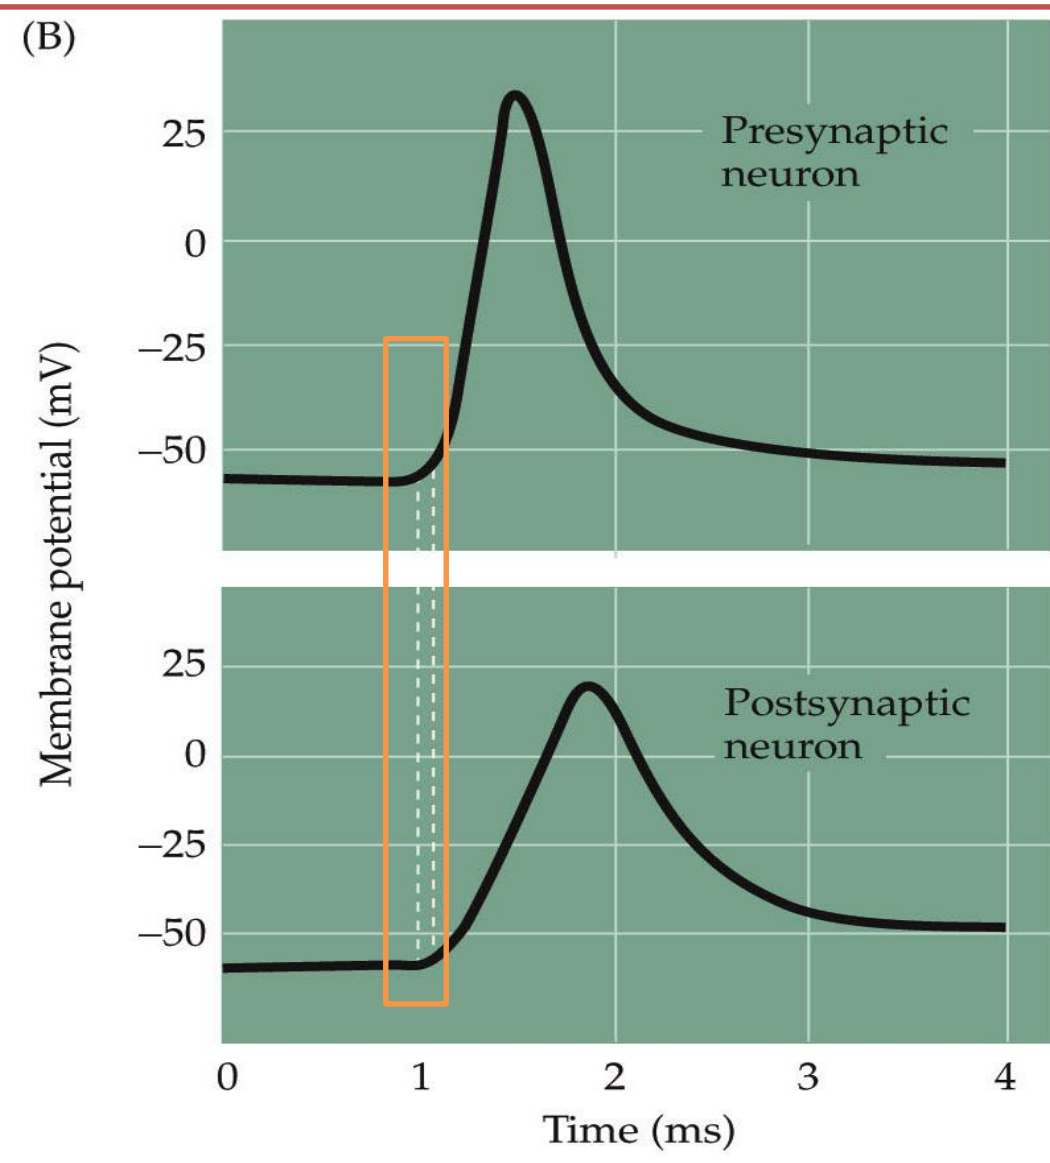 (B)
Membrane potential (mV)
25
0
–25
–50
Presynaptic
neuron
25
0
–25
–50
Postsynaptic
neuron
0 1 2 3 4
Time (ms)